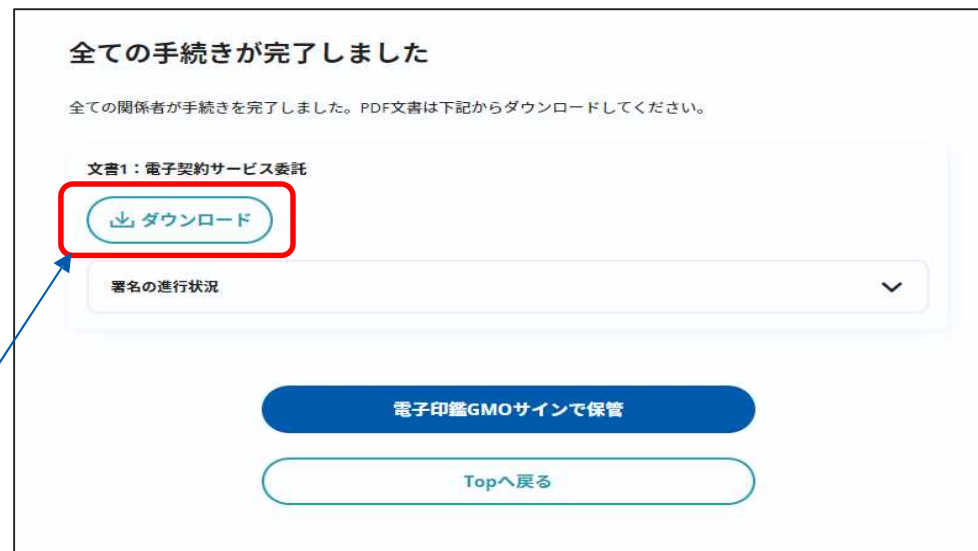 全ての手続きが完了しました
全ての関係者が手続きを完了しました。PDF文書は下記からダウンロードしてください。
文書1：電子契約サービス委託
ダウンロード
署名の進行状況
電子印鑑GMOサインで保管
Topへ戻る